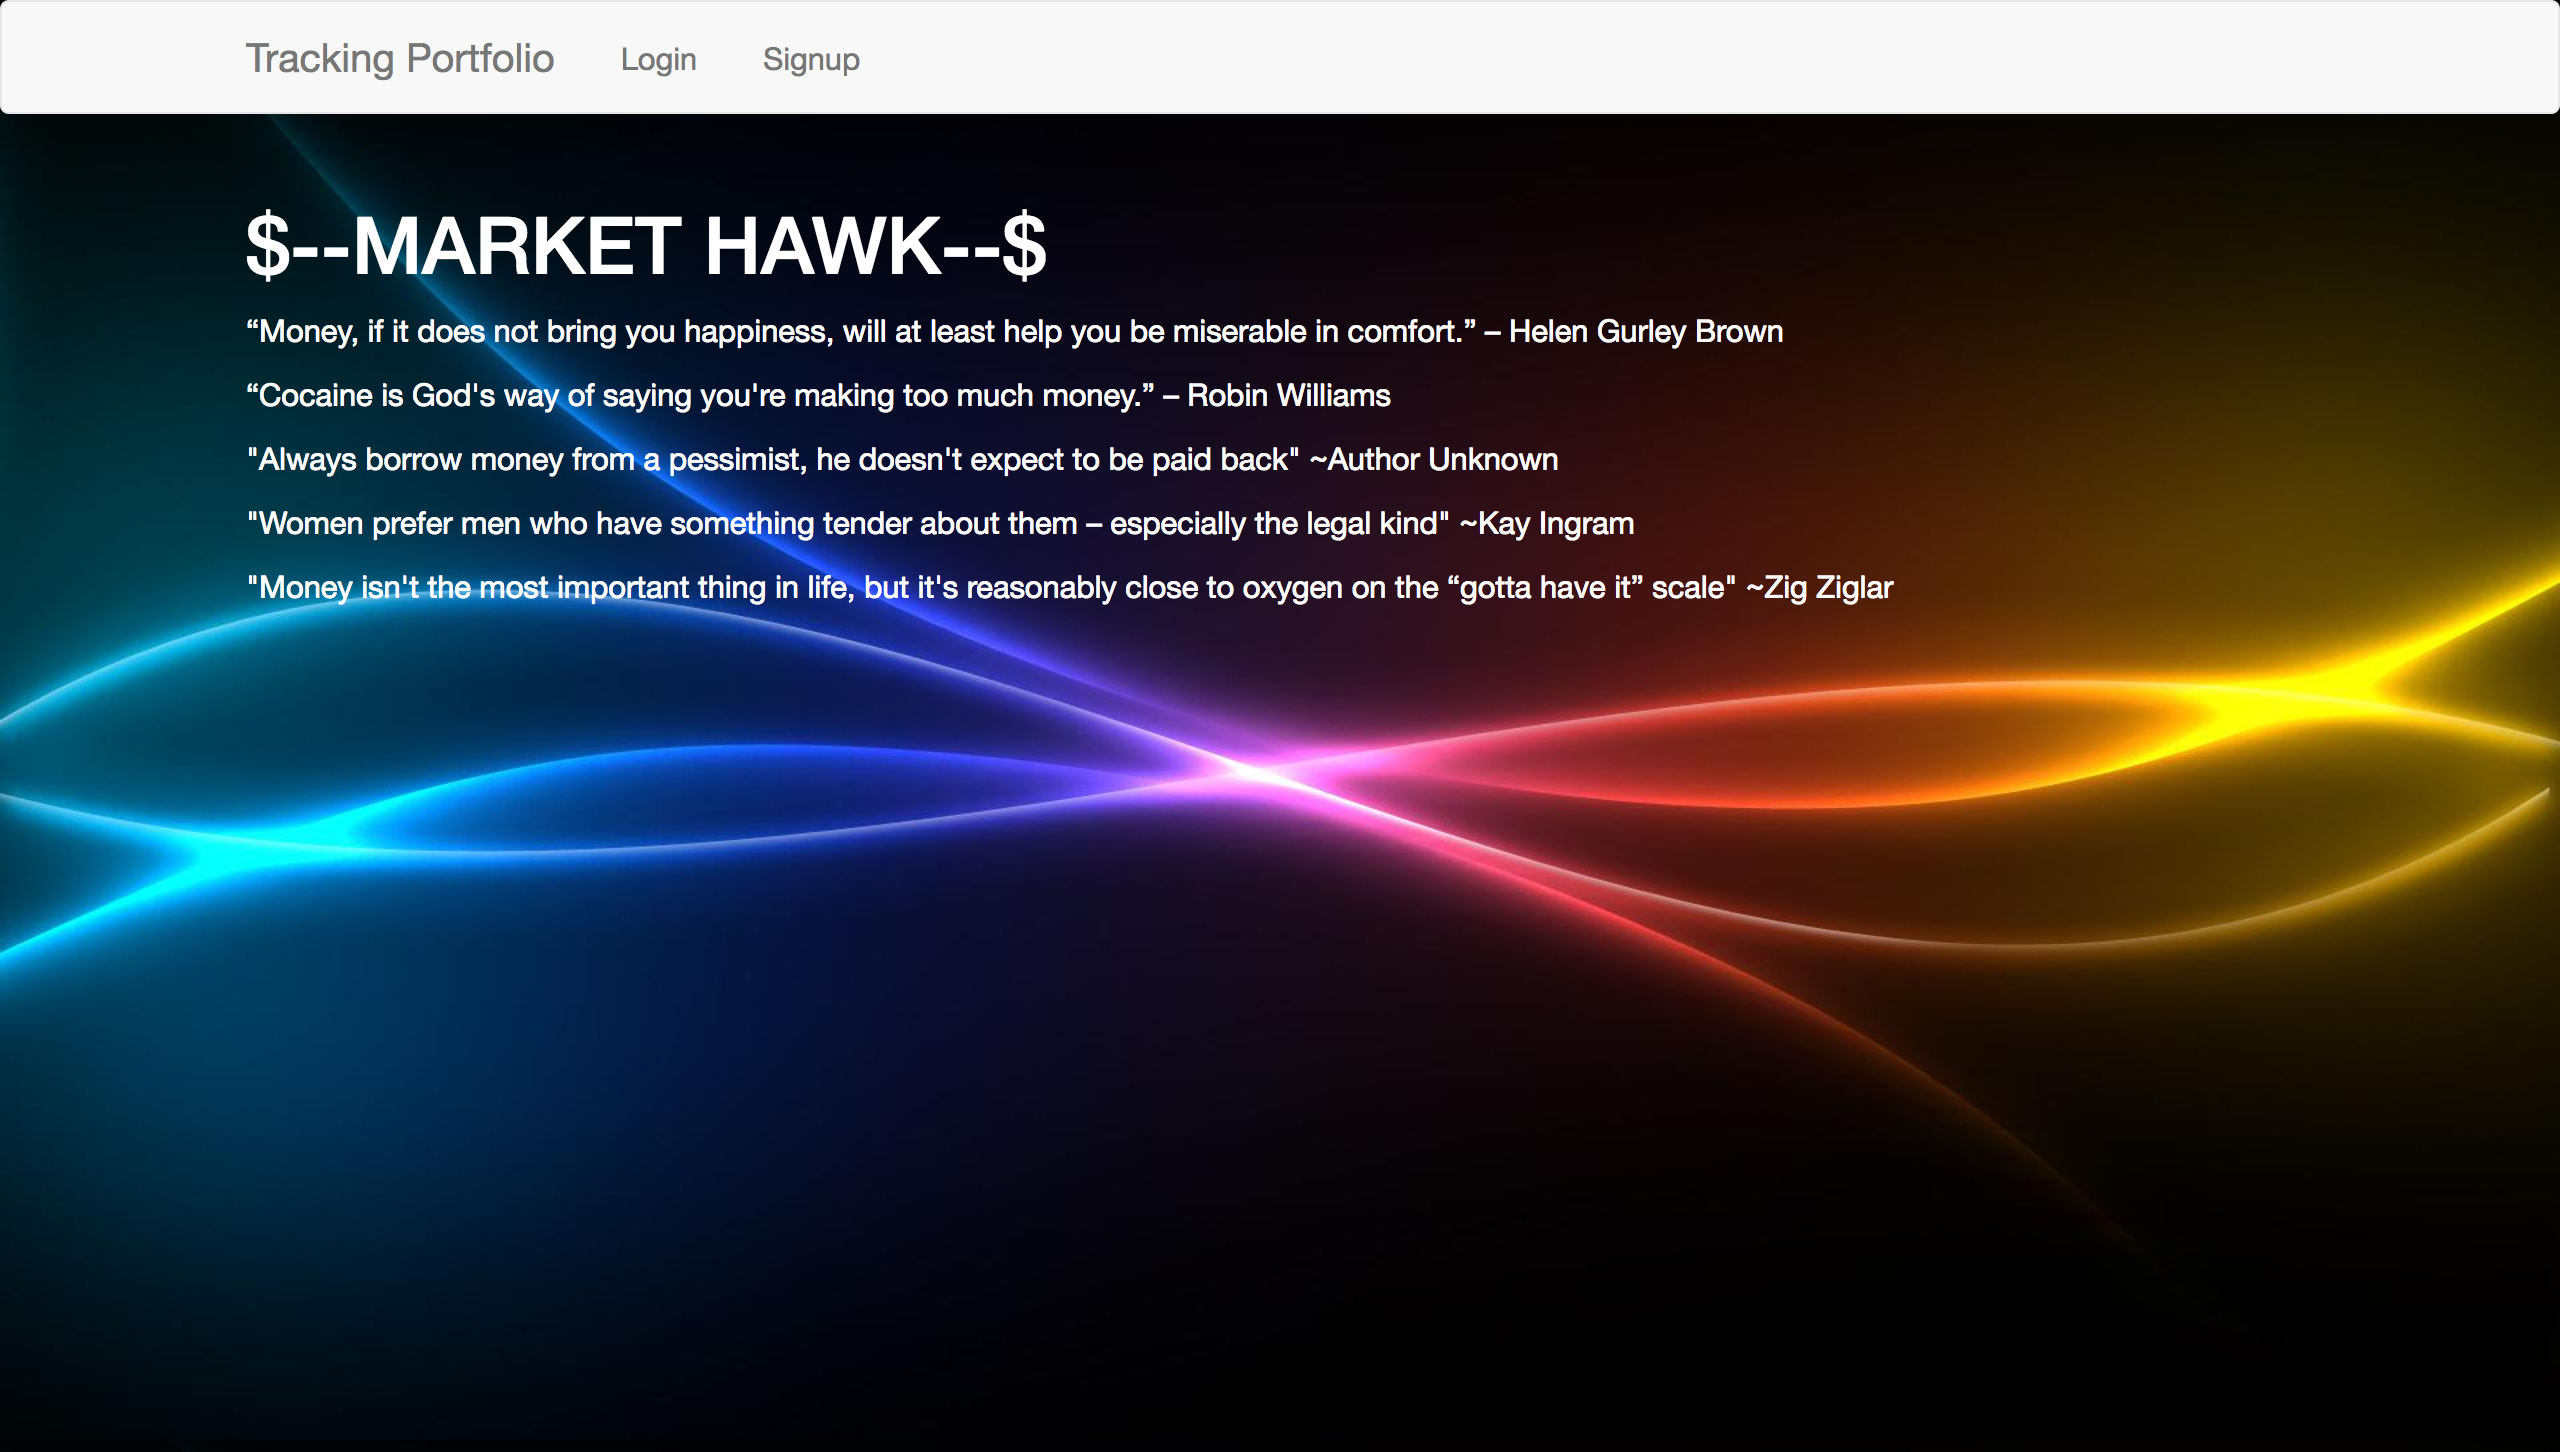 Tracking Portfolio Login Signup
$--MARKET HAWK--$
“Money, if it does not bring you happiness, will at least help you be miserable in comfort.” – Helen Gurley Brown
“Cocaine is God's way of saying you're making too much money.” – Robin Williams
"Always borrow money from a pessimist, he doesn't expect to be paid back" ~Author Unknown
"Women prefer men who have something tender about them – especially the legal kind" ~Kay Ingram
"Money isn't the most important thing in life, but it's reasonably close to oxygen on the “gotta have it” scale" ~Zig Ziglar